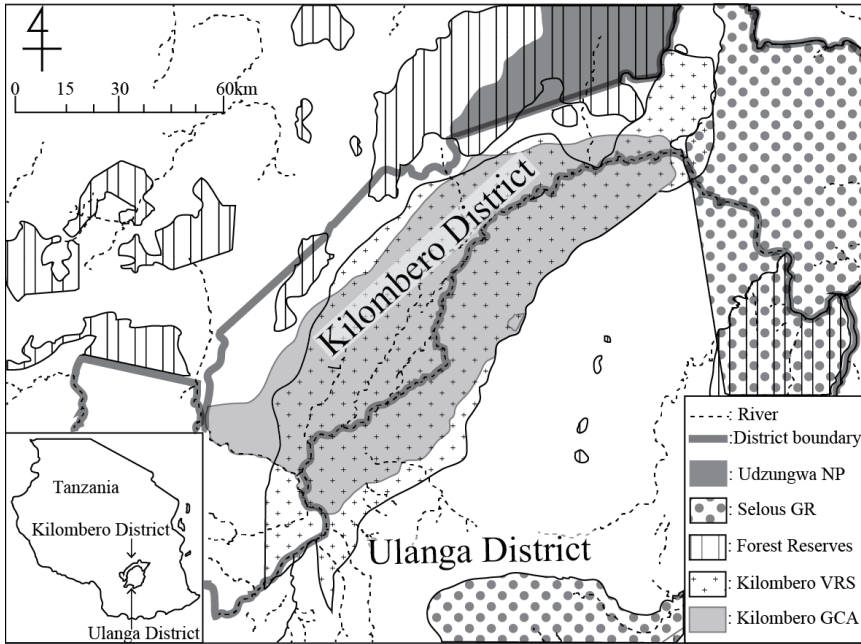 0 15 30 60km
Kilombero District
Ulanga District
Tanzania
Kilombero District
Ulanga District
: River
:District boundary
: Udzungwa NP
: Selous GR
: Forest Reserves
: Kilombero VRS
: Kilombero GCA